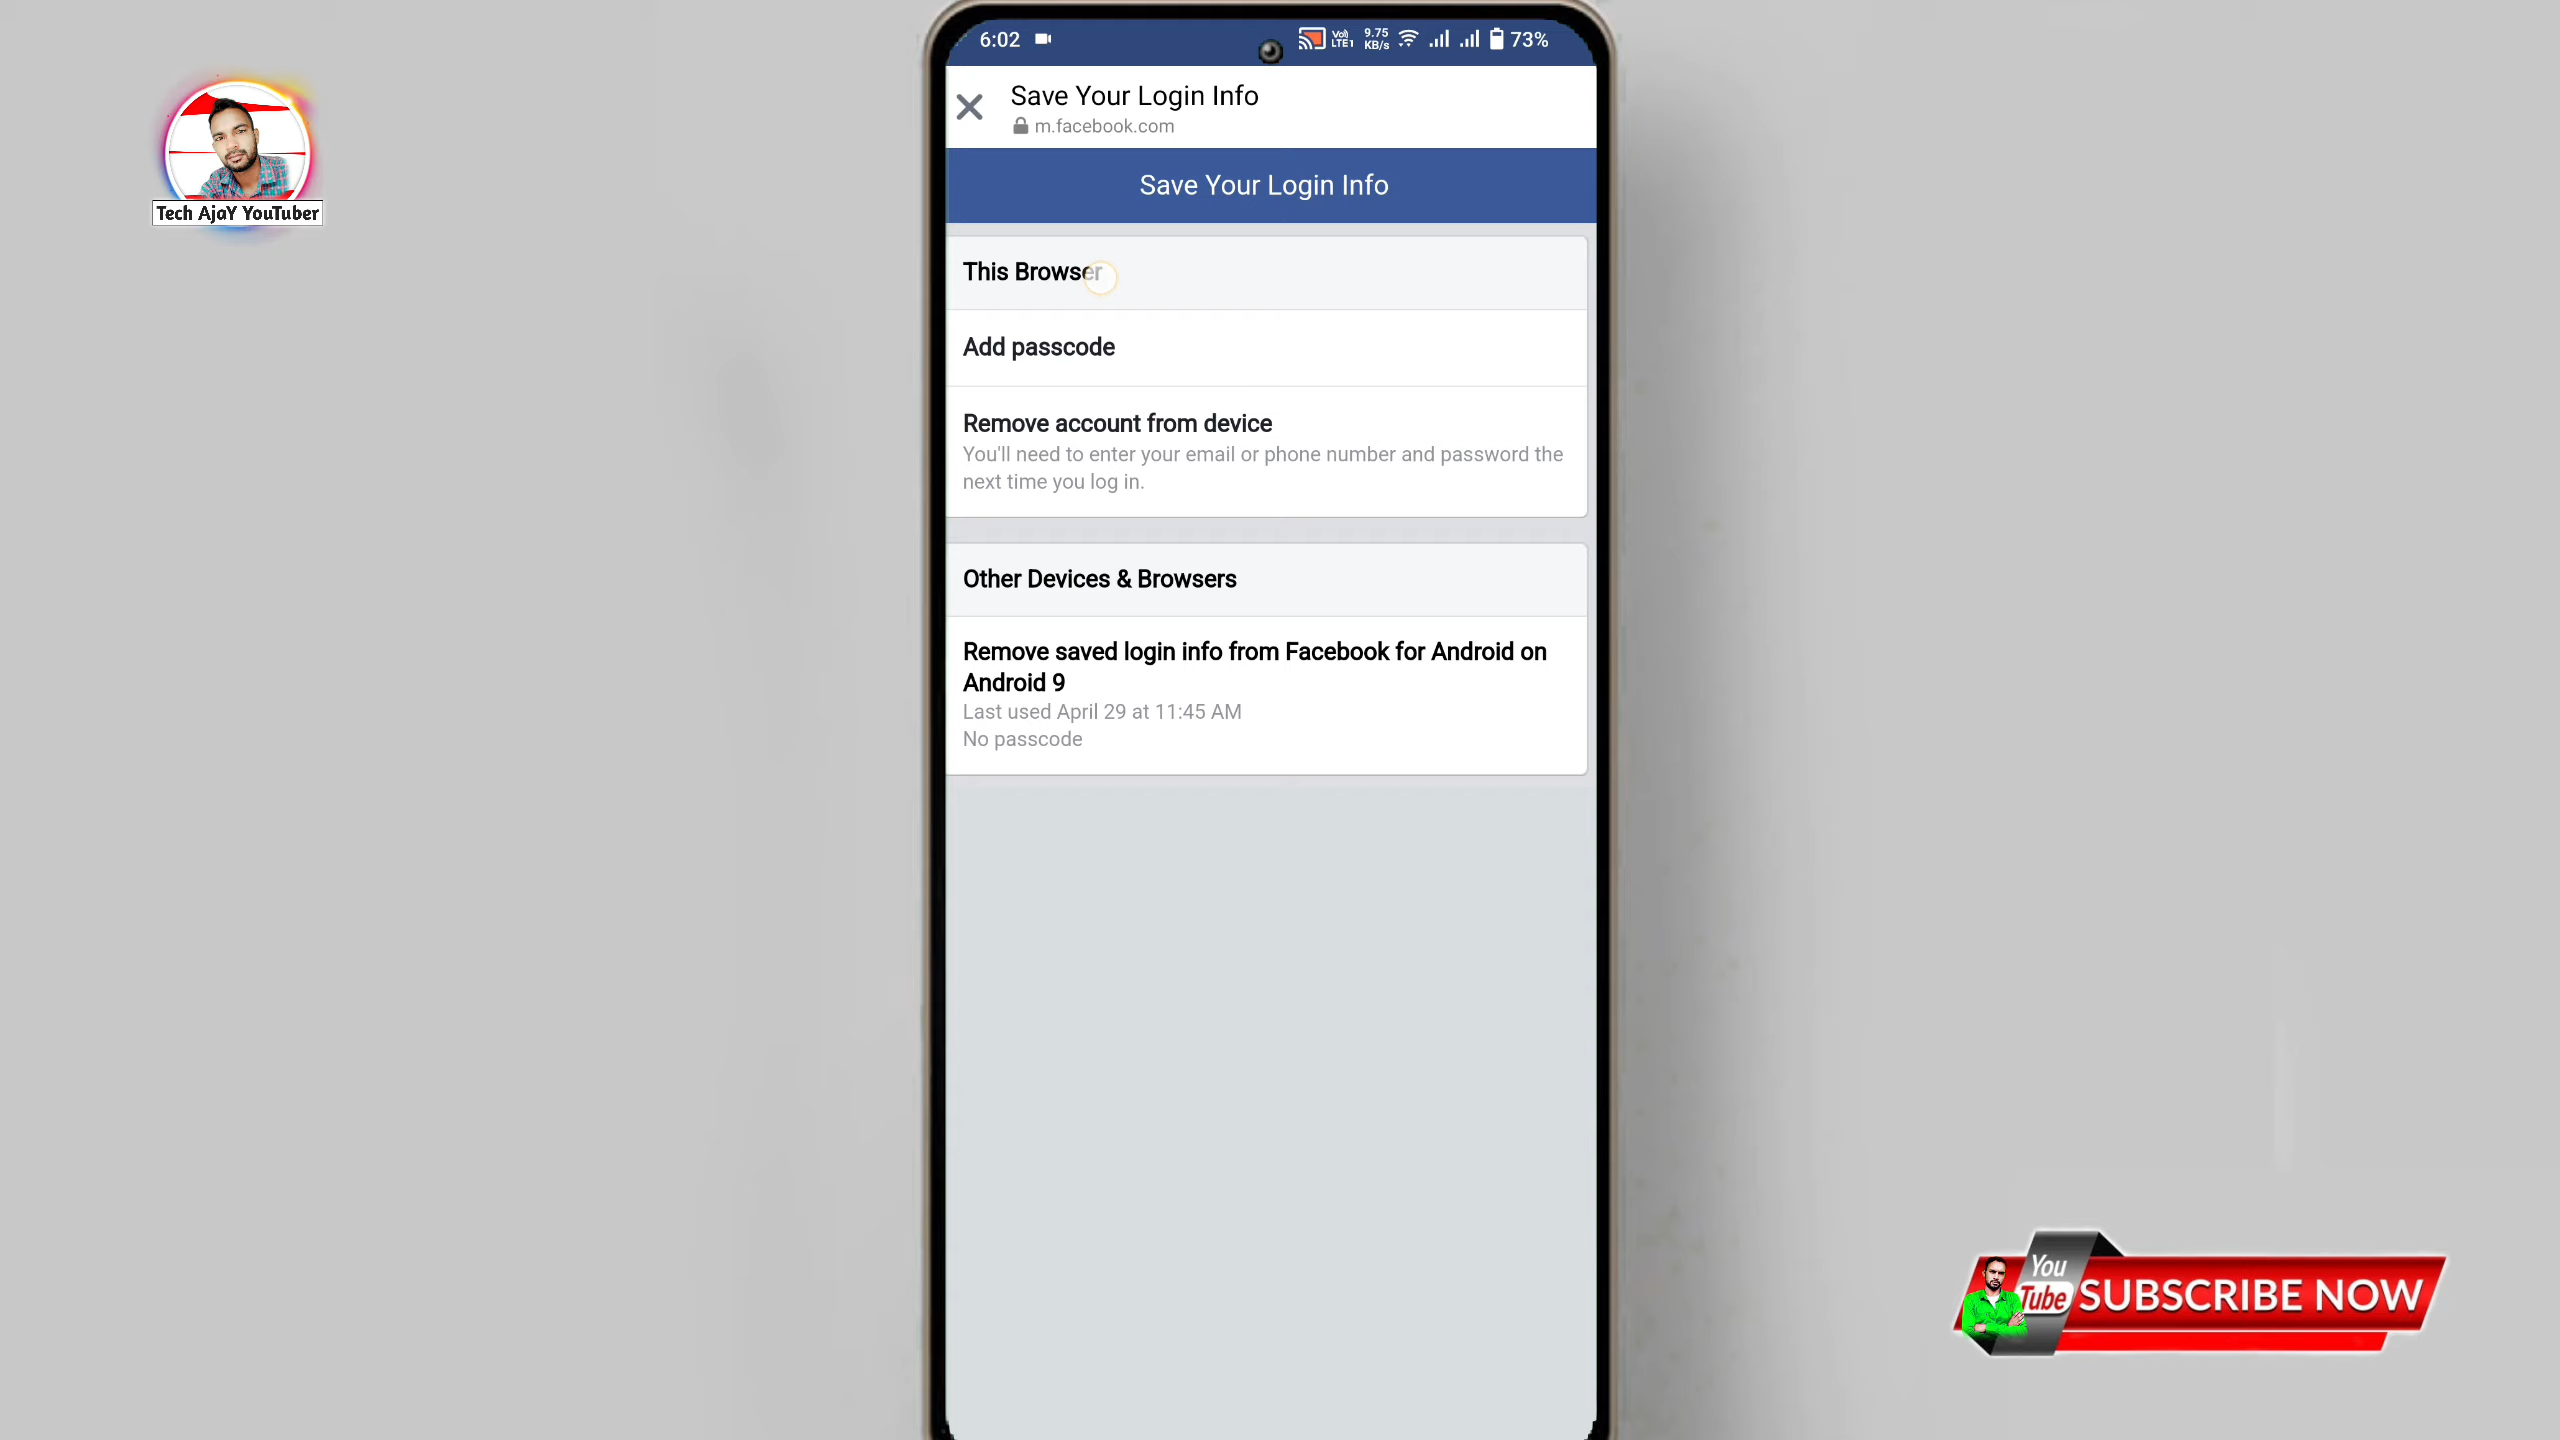 6:02
Vo)
LTE1
9.75
KB/s
73%
Save Your Login Info
m.facebook.com
Tech AjaY YouTuber
Save Your Login Info
This Browser
Add passcode
Remove account from device
You'll need to enter your email or phone number and password the
next time you log in.
Other Devices & Browsers
Remove saved login info from Facebook for Android on
Android 9
Last used April 29 at 11:45 AM
No passcode
You
Tube
SUBSCRIBE NOW